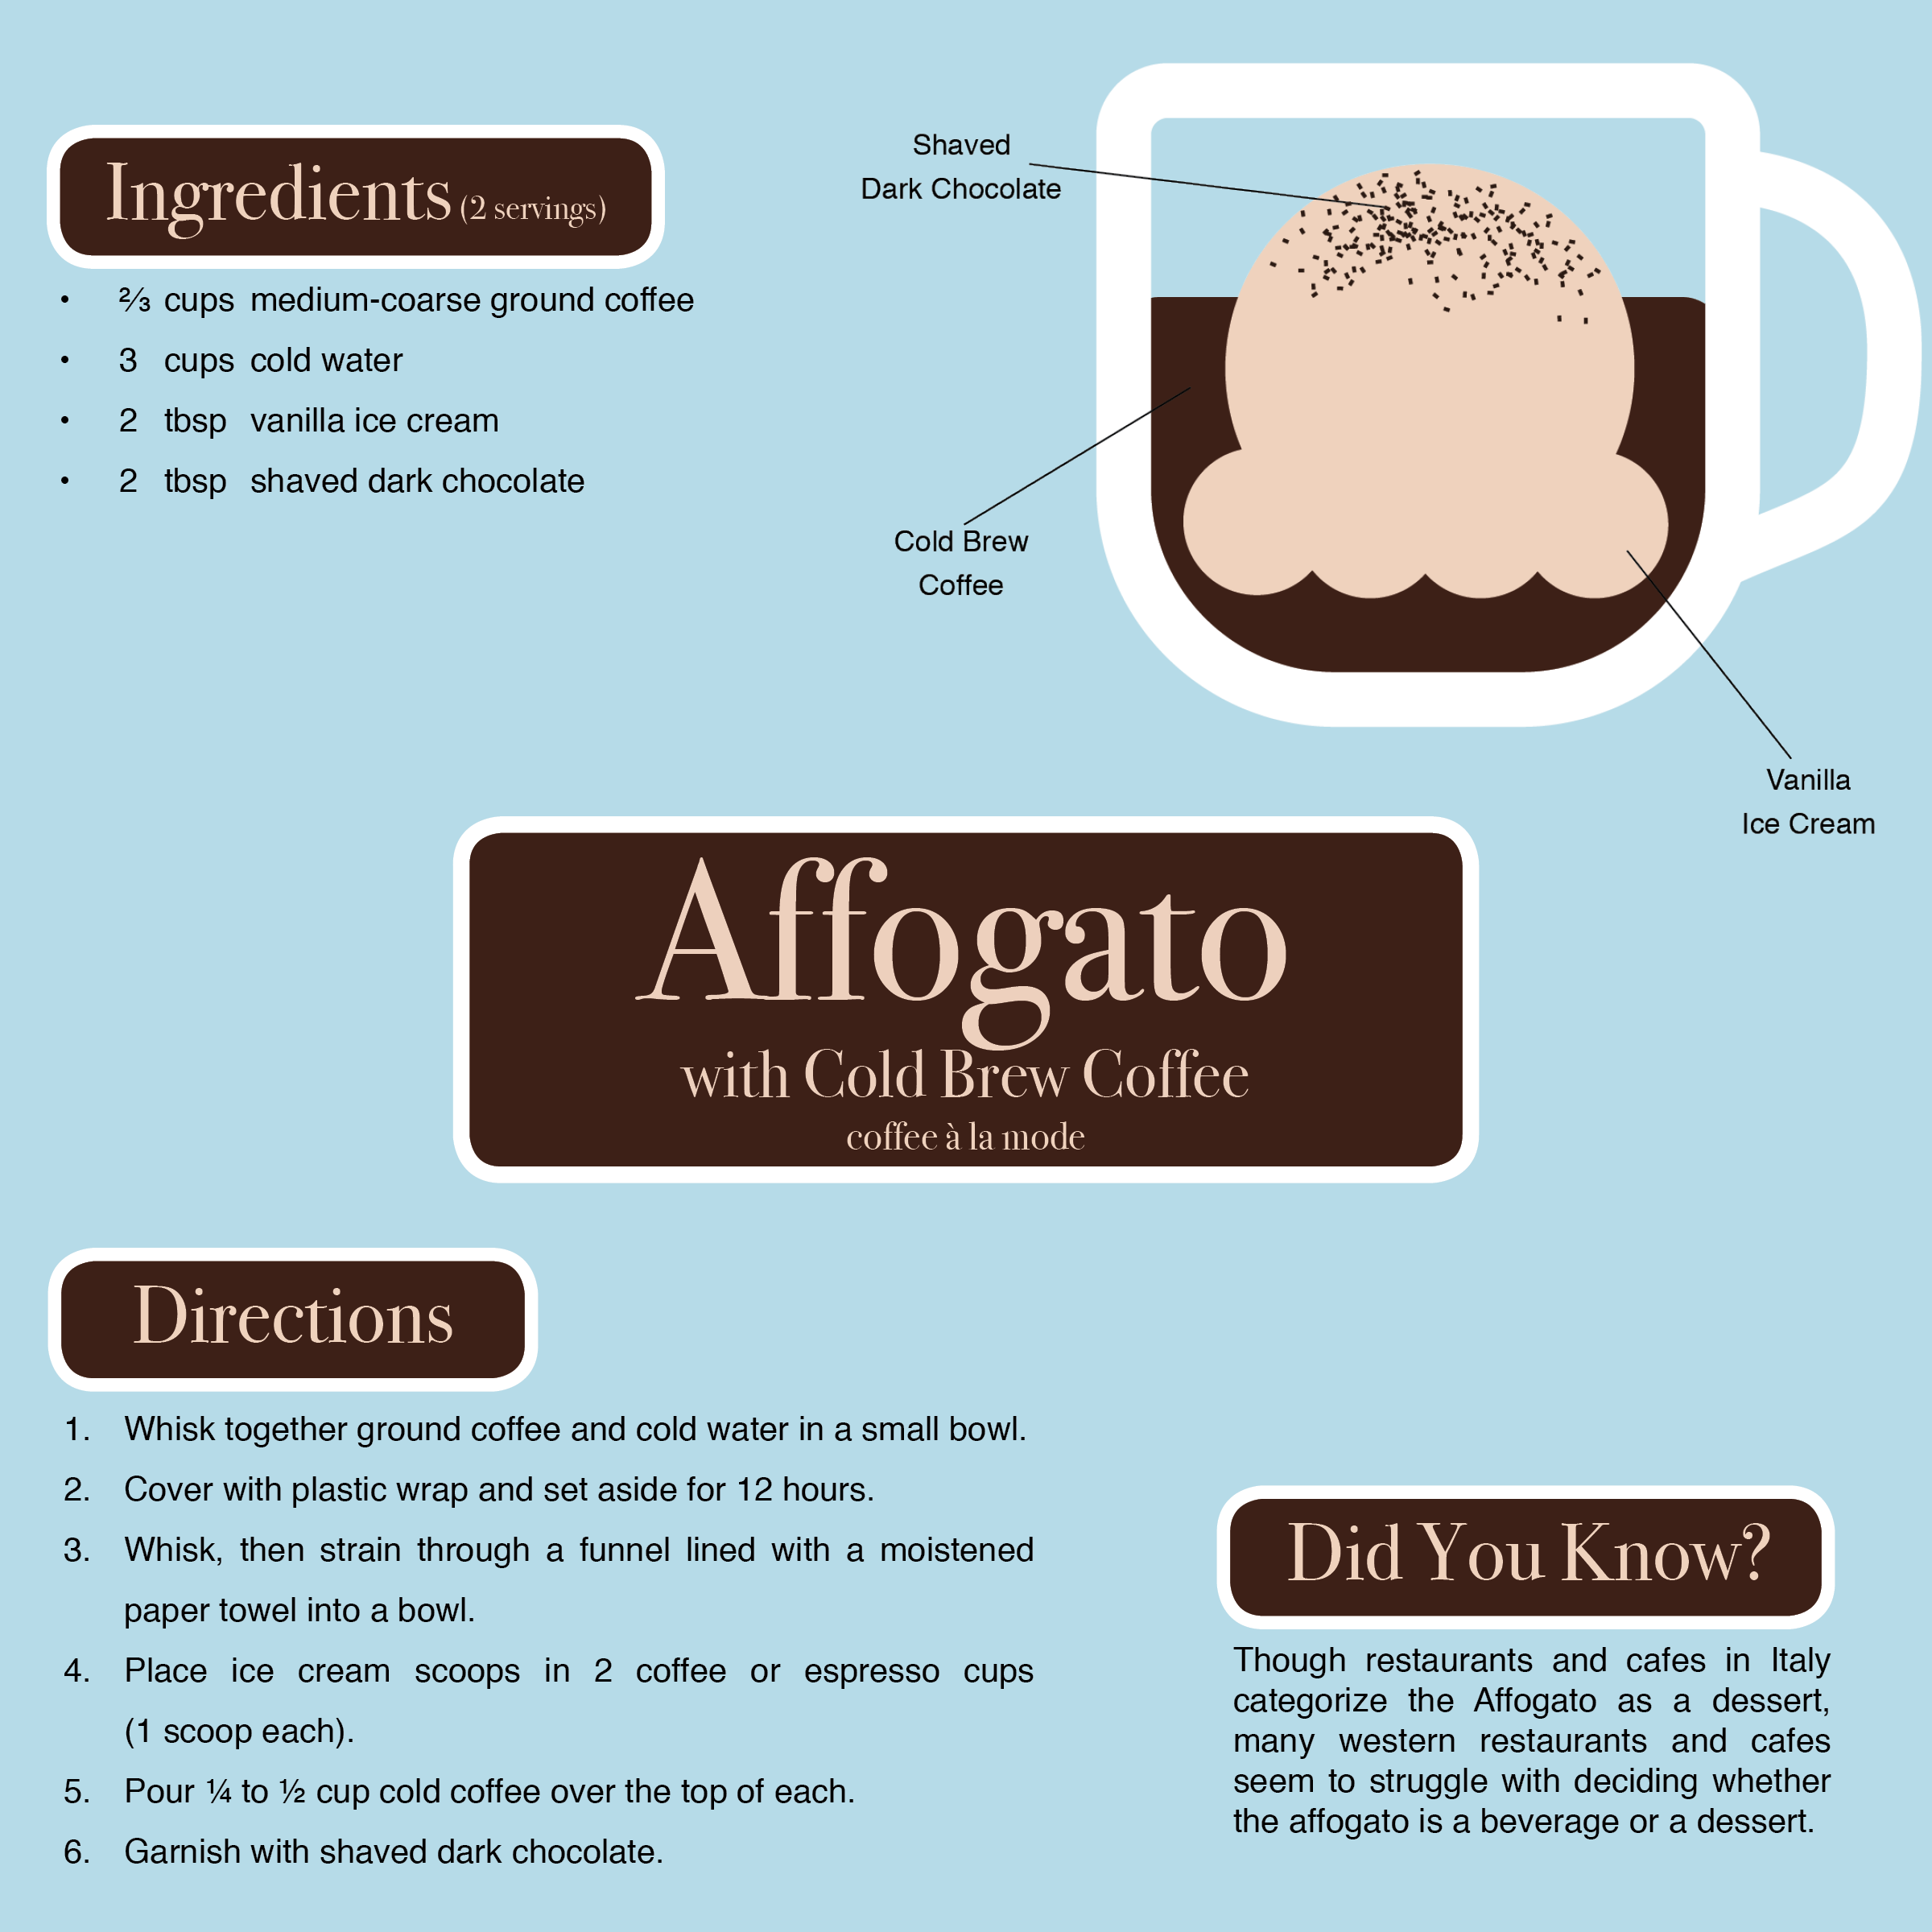 Ingredients (2 servings)
• ⅔ cups medium-coarse ground coffee
• 3 cups cold water
• 2 tbsp vanilla ice cream
• 2 tbsp shaved dark chocolate
Shaved
Dark Chocolate
Cold Brew
Coffee
Vanilla
Ice Cream
Affogato
with Cold Brew Coffee
coffee à la mode
Directions
1. Whisk together ground coffee and cold water in a small bowl.
2. Cover with plastic wrap and set aside for 12 hours.
3. Whisk, then strain through a funnel lined with a moistened
paper towel into a bowl.
4. Place ice cream scoops in 2 coffee or espresso cups
(1 scoop each).
5. Pour ¼ to ½ cup cold coffee over the top of each.
6. Garnish with shaved dark chocolate.
Did You Know?
Though restaurants and cafes in Italy
categorize the Affogato as a dessert,
many western restaurants and cafes
seem to struggle with deciding whether
the affogato is a beverage or a dessert.